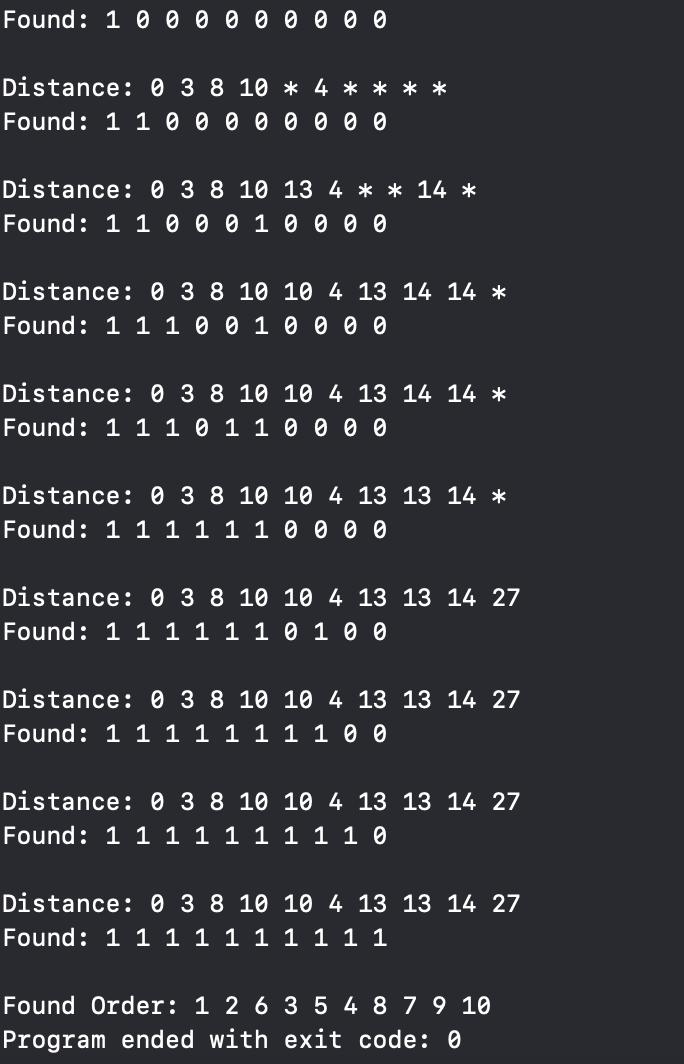 Found: 1 0 0 0 0 0 0 0 0 0
Distance: 0 3 8 10 * 4 * * * *
Found: 1 1 0 0 0 0 0 0 0 0
Distance: 0 3 8 10 13 4 * * 14 *
Found: 1 1 0 0 0 1 0 0 0 0
Distance: 0 3 8 10 10 4 13 14 14 *
Found: 1 1 1 0 0 1 0 0 0 0
Distance: 0 3 8 10 10 4 13 14 14 *
Found: 1 1 1 0 1 1 0 0 0 0
Distance: 0 3 8 10 10 4 13 13 14 *
Found: 1 1 1 1 1 1 0 0 0 0
Distance: 0 3 8 10 10 4 13 13 14 27
Found: 1 1 1 1 1 1 0 1 0 0
Distance: 0 3 8 10 10 4 13 13 14 27
Found: 1 1 1 1 1 1 1 1 0 0
Distance: 0 3 8 10 10 4 13 13 14 27
Found: 1 1 1 1 1 1 1 1 1 0
Distance: 0 3 8 10 10 4 13 13 14 27
Found: 1 1 1 1 1 1 1 1 1 1
Found Order: 1 2 6 3 5 4 8 7 9 10
Program ended with exit code: 0